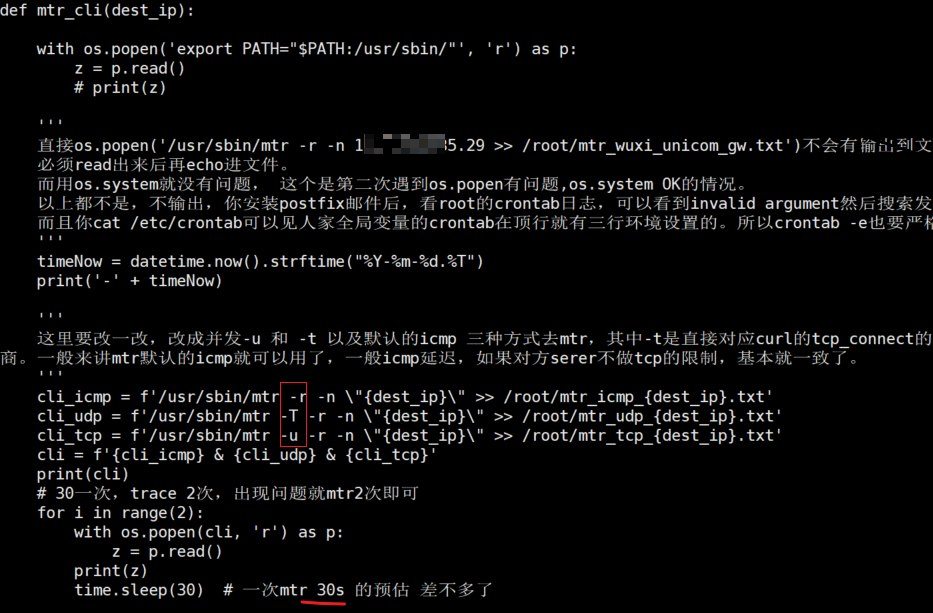 def mtr_cli(dest_ip):
with os.popen('export PATH="$PATH:/usr/sbin/"', 'r') as p:
z = p.read()
# print(z)
'''
直接os.popen('/usr/sbin/mtr -r -n 1 5.29 >> /root/mtr_wuxi_unicom_gw.txt')不会有输出到文
必须read出来后再echo进文件。
而用os.system就没有问题, 这个是第二次遇到os.popen有问题,os.system OK的情况。
以上都不是，不输出，你安装postfix邮件后，看root的crontab日志，可以看到invalid argument然后搜索发
而且你cat /etc/crontab可以见人家全局变量的crontab在顶行就有三行环境设置的。所以crontab -e也要严格
'''
timeNow = datetime.now().strftime("%Y-%m-%d.%T")
print('-' + timeNow)
'''
这里要改一改，改成并发-u 和 -t 以及默认的icmp 三种方式去mtr，其中-t是直接对应curl的tcp_connect的
商。一般来讲mtr默认的icmp就可以用了，一般icmp延迟，如果对方serer不做tcp的限制，基本就一致了。
'''
cli_icmp = f'/usr/sbin/mtr -r -n \"{dest_ip}\" >> /root/mtr_icmp_{dest_ip}.txt'
cli_udp = f'/usr/sbin/mtr -T -r -n \"{dest_ip}\" >> /root/mtr_udp_{dest_ip}.txt'
cli_tcp = f'/usr/sbin/mtr -u -r -n \"{dest_ip}\" >> /root/mtr_tcp_{dest_ip}.txt'
cli = f'{cli_icmp} & {cli_udp} & {cli_tcp}'
print(cli)
# 30一次，trace 2次，出现问题就mtr2次即可
for i in range(2):
with os.popen(cli, 'r') as p:
z = p.read()
print(z)
time.sleep(30) # 一次mtr 30s 的预估 差不多了